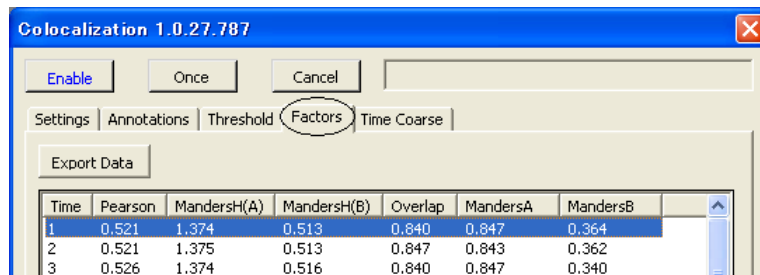 Colocalization 1.0.27.787
Enable Once Cancel
Settings Annotations Threshold Factors Time Coarse
Export Data
Time Pearson MandersH(A) MandersH(B) Overlap MandersA MandersB
1 0.521 1.374 0.513 0.840 0.847 0.364
2 0.521 1.375 0.513 0.847 0.843 0.362
3 0.526 1.374 0.516 0.840 0.847 0.340